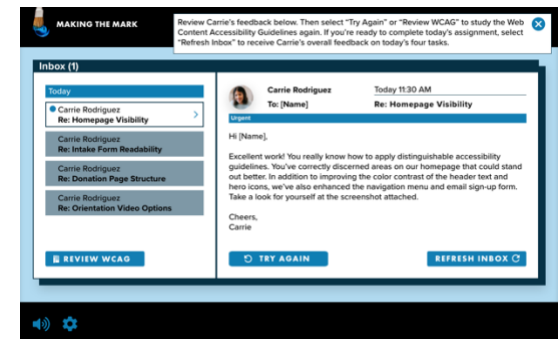 MAKING THE MARK
Review Carrie's feedback below. Then select "Try Again" or "Review WCAG" to study the Web
Content Accessibility Guidelines again. If you're ready to complete today's assignment, select
"Refresh Inbox" to receive Carrie's overall feedback on today's four tasks.
Inbox (1)
Today
Carrie Rodriguez
Re: Homepage Visibility
Carrie Rodriguez
Re: Intake Form Readability
Carrie Rodriguez
Re: Donation Page Structure
Carrie Rodriguez
Re: Orientation Video Options
REVIEW WCAG
Carrie Rodriguez
Today 11:30 AM
To: [Name]
Re: Homepage Visibility
Urgent
Hi [Name],
Excellent work! You really know how to apply distinguishable accessibility
guidelines. You've correctly discerned areas on our homepage that could stand
out better. In addition to improving the color contrast of the header text and
hero icons, we've also enhanced the navigation menu and email sign-up form.
Take a look for yourself at the screenshot attached.
Cheers,
Carrie
TRY AGAIN
REFRESH INBOX